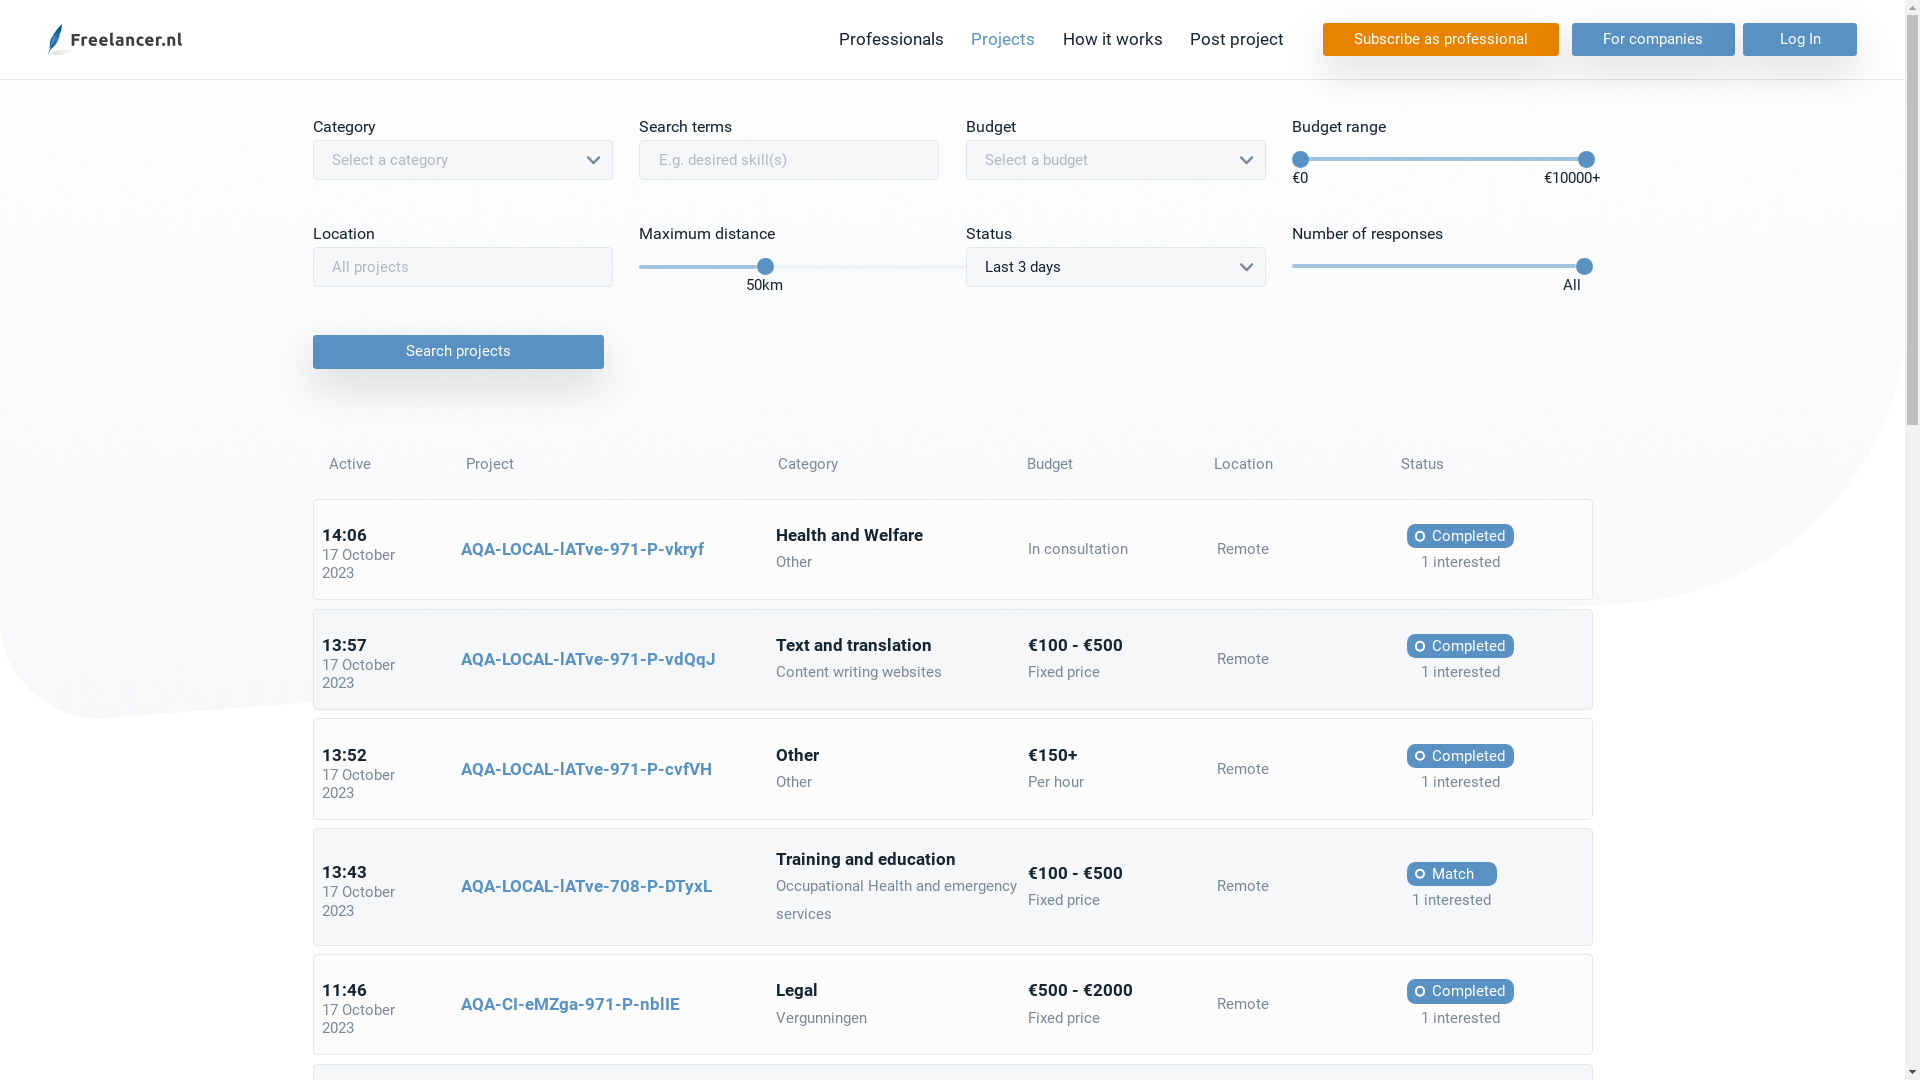 Freelancer.nl
Professionals
Projects
How it works
Post project
Subscribe as professional
For companies
Log In
Category
Search terms
Budget
Budget range
Select a category
E.g. desired skill(s)
Select a budget
€0
€10000+
Location
Maximum distance
Status
Number of responses
All projects
50km
Last 3 days
All
Search projects
Active
Project
Category
Budget
Location
Status
14:06
17 October
2023
AQA-LOCAL-lATve-971-P-vkryf
Health and Welfare
Other
In consultation
Remote
Completed
1 interested
13:57
17 October
2023
AQA-LOCAL-lATve-971-P-vdQqJ
Text and translation
Content writing websites
€100 - €500
Fixed price
Remote
Completed
1 interested
13:52
17 October
2023
AQA-LOCAL-lATve-971-P-cvfVH
Other
Other
€150+
Per hour
Remote
Completed
1 interested
13:43
17 October
2023
AQA-LOCAL-lATve-708-P-DTyxL
Training and education
Occupational Health and emergency
services
€100 - €500
Fixed price
Remote
Match
1 interested
11:46
17 October
2023
AQA-CI-eMZga-971-P-nblIE
Legal
Vergunningen
€500 - €2000
Fixed price
Remote
Completed
1 interested